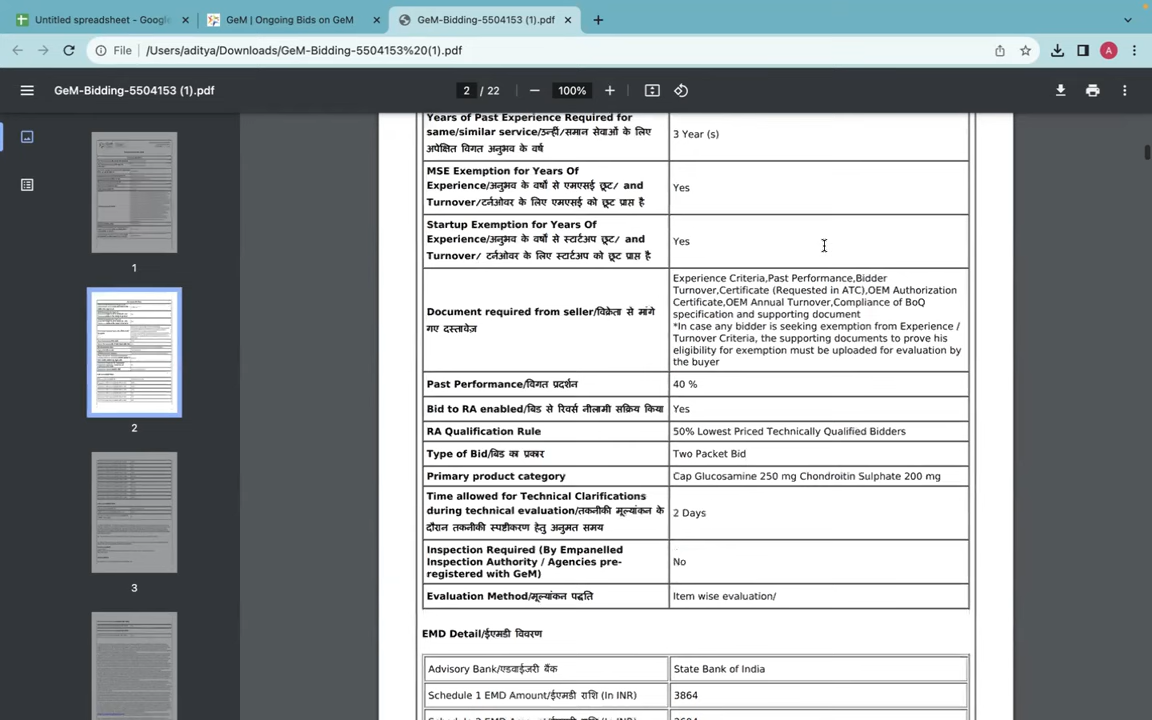 Untitled spreadsheet - Google
GeM | Ongoing Bids on GeM
GeM-Bidding-5504153 (1).pdf
File
/Users/aditya/Downloads/GeM-Bidding-5504153%20(1).pdf
A
GeM-Bidding-5504153 (1).pdf
2 / 22
100%
1
2
3
Years of Past Experience Required for
same/similar service/उन्हीं/समान सेवाओं के लिए
अपेक्षित विगत अनुभव के वर्ष
3 Year (s)
MSE Exemption for Years Of
Experience/अनुभव के वर्षों से एमएसई छूट/ and
Turnover/टर्नओवर के लिए एमएसई को छूट प्राप्त है
Yes
Startup Exemption for Years Of
Experience/अनुभव के वर्षों से स्टार्टअप छूट/ and
Turnover/ टर्नओवर के लिए स्टार्टअप को छूट प्राप्त है
Yes
Document required from seller/विक्रेता से मांगे
गए दस्तावेज़
Experience Criteria,Past Performance,Bidder
Turnover,Certificate (Requested in ATC),OEM Authorization
Certificate,OEM Annual Turnover,Compliance of BoQ
specification and supporting document
*In case any bidder is seeking exemption from Experience /
Turnover Criteria, the supporting documents to prove his
eligibility for exemption must be uploaded for evaluation by
the buyer
Past Performance/विगत प्रदर्शन
40 %
Bid to RA enabled/बिड से रिवर्स नीलामी सक्रिय किया
Yes
RA Qualification Rule
50% Lowest Priced Technically Qualified Bidders
Type of Bid/बिड का प्रकार
Two Packet Bid
Primary product category
Cap Glucosamine 250 mg Chondroitin Sulphate 200 mg
Time allowed for Technical Clarifications
during technical evaluation/तकनीकी मूल्यांकन के
दौरान तकनीकी स्पष्टीकरण हेतु अनुमत समय
2 Days
Inspection Required (By Empanelled
Inspection Authority / Agencies pre-
registered with GeM)
No
Evaluation Method/मूल्यांकन पद्धति
Item wise evaluation/
EMD Detail/ईएमडी विवरण
Advisory Bank/एडवाईजरी बैंक
State Bank of India
Schedule 1 EMD Amount/ईएमडी राशि (In INR)
3864